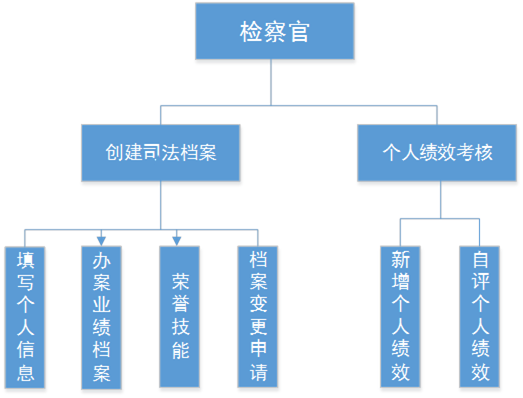 检察官
创建司法档案
个人绩效考核
填写个人信息
办案业绩档案
荣誉技能
档案变更申请
新增个人绩效
自评个人绩效